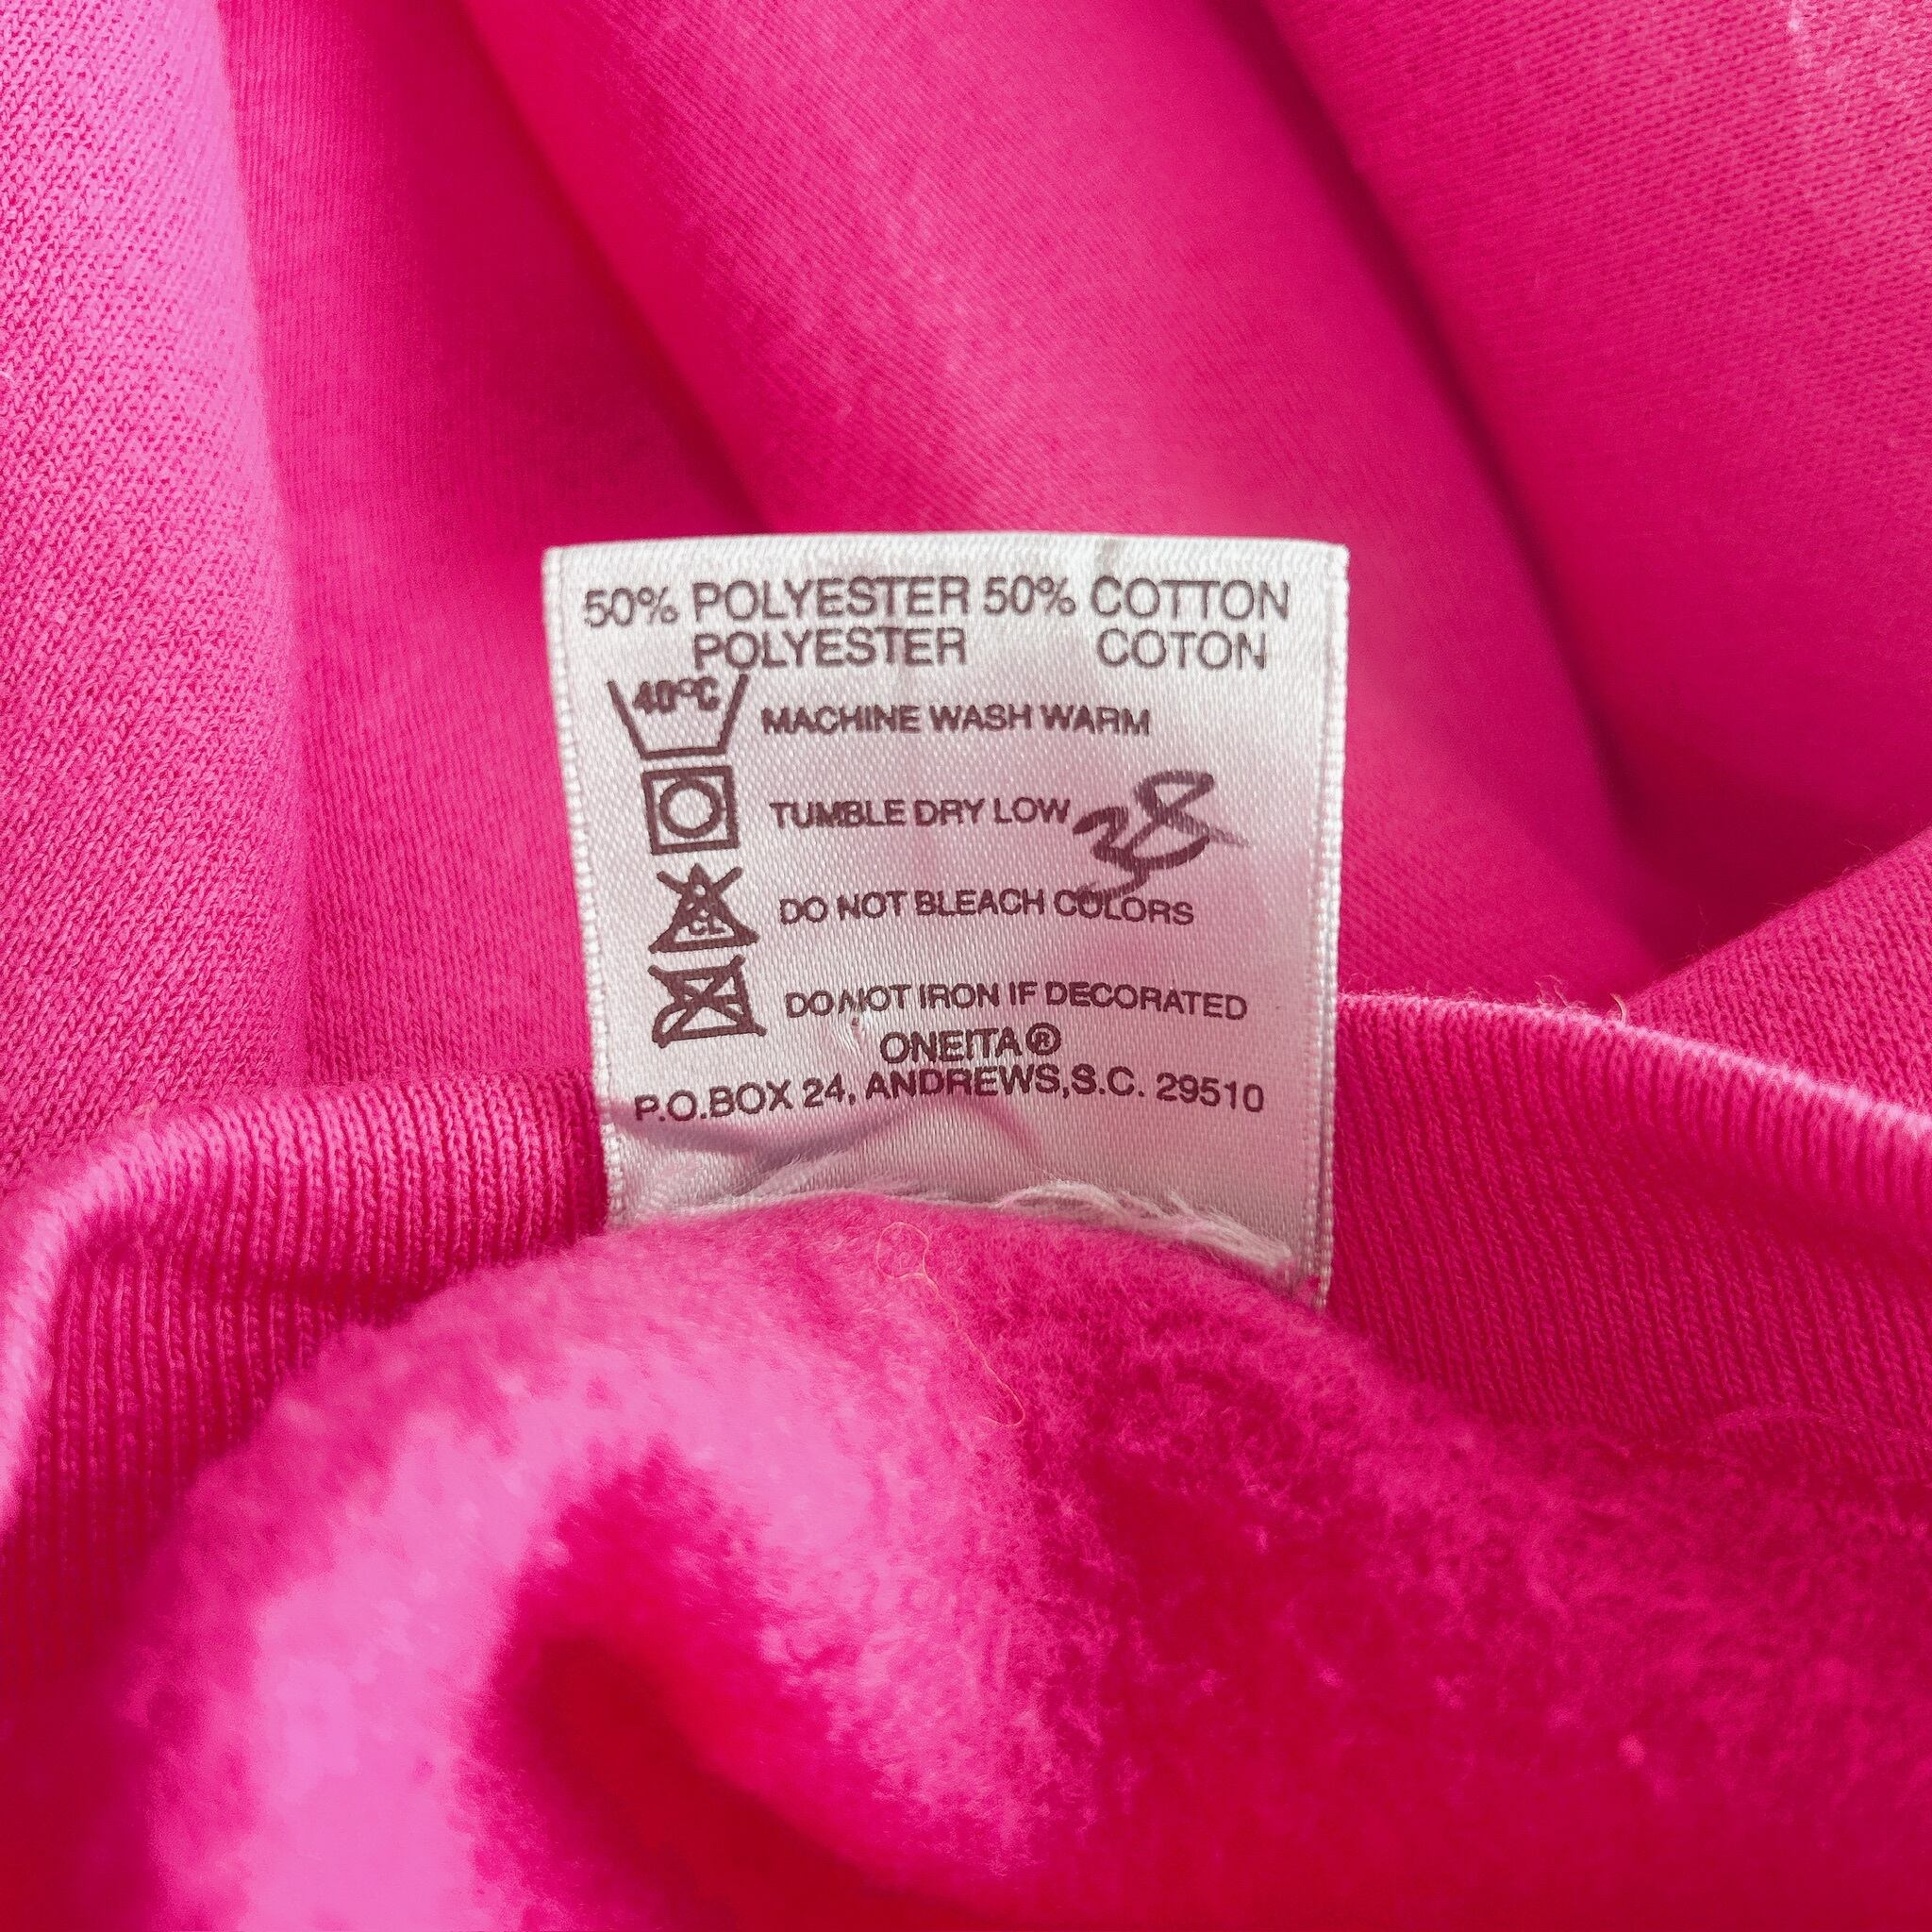 50% POLYESTER 50% COTTON
POLYESTER COTON
40°C MACHINE WASH WARM
TUMBLE DRY LOW 38
CL DO NOT BLEACH COLORS
DO NOT IRON IF DECORATED
ONEITA®
P.O.BOX 24, ANDREWS,S.C. 29510